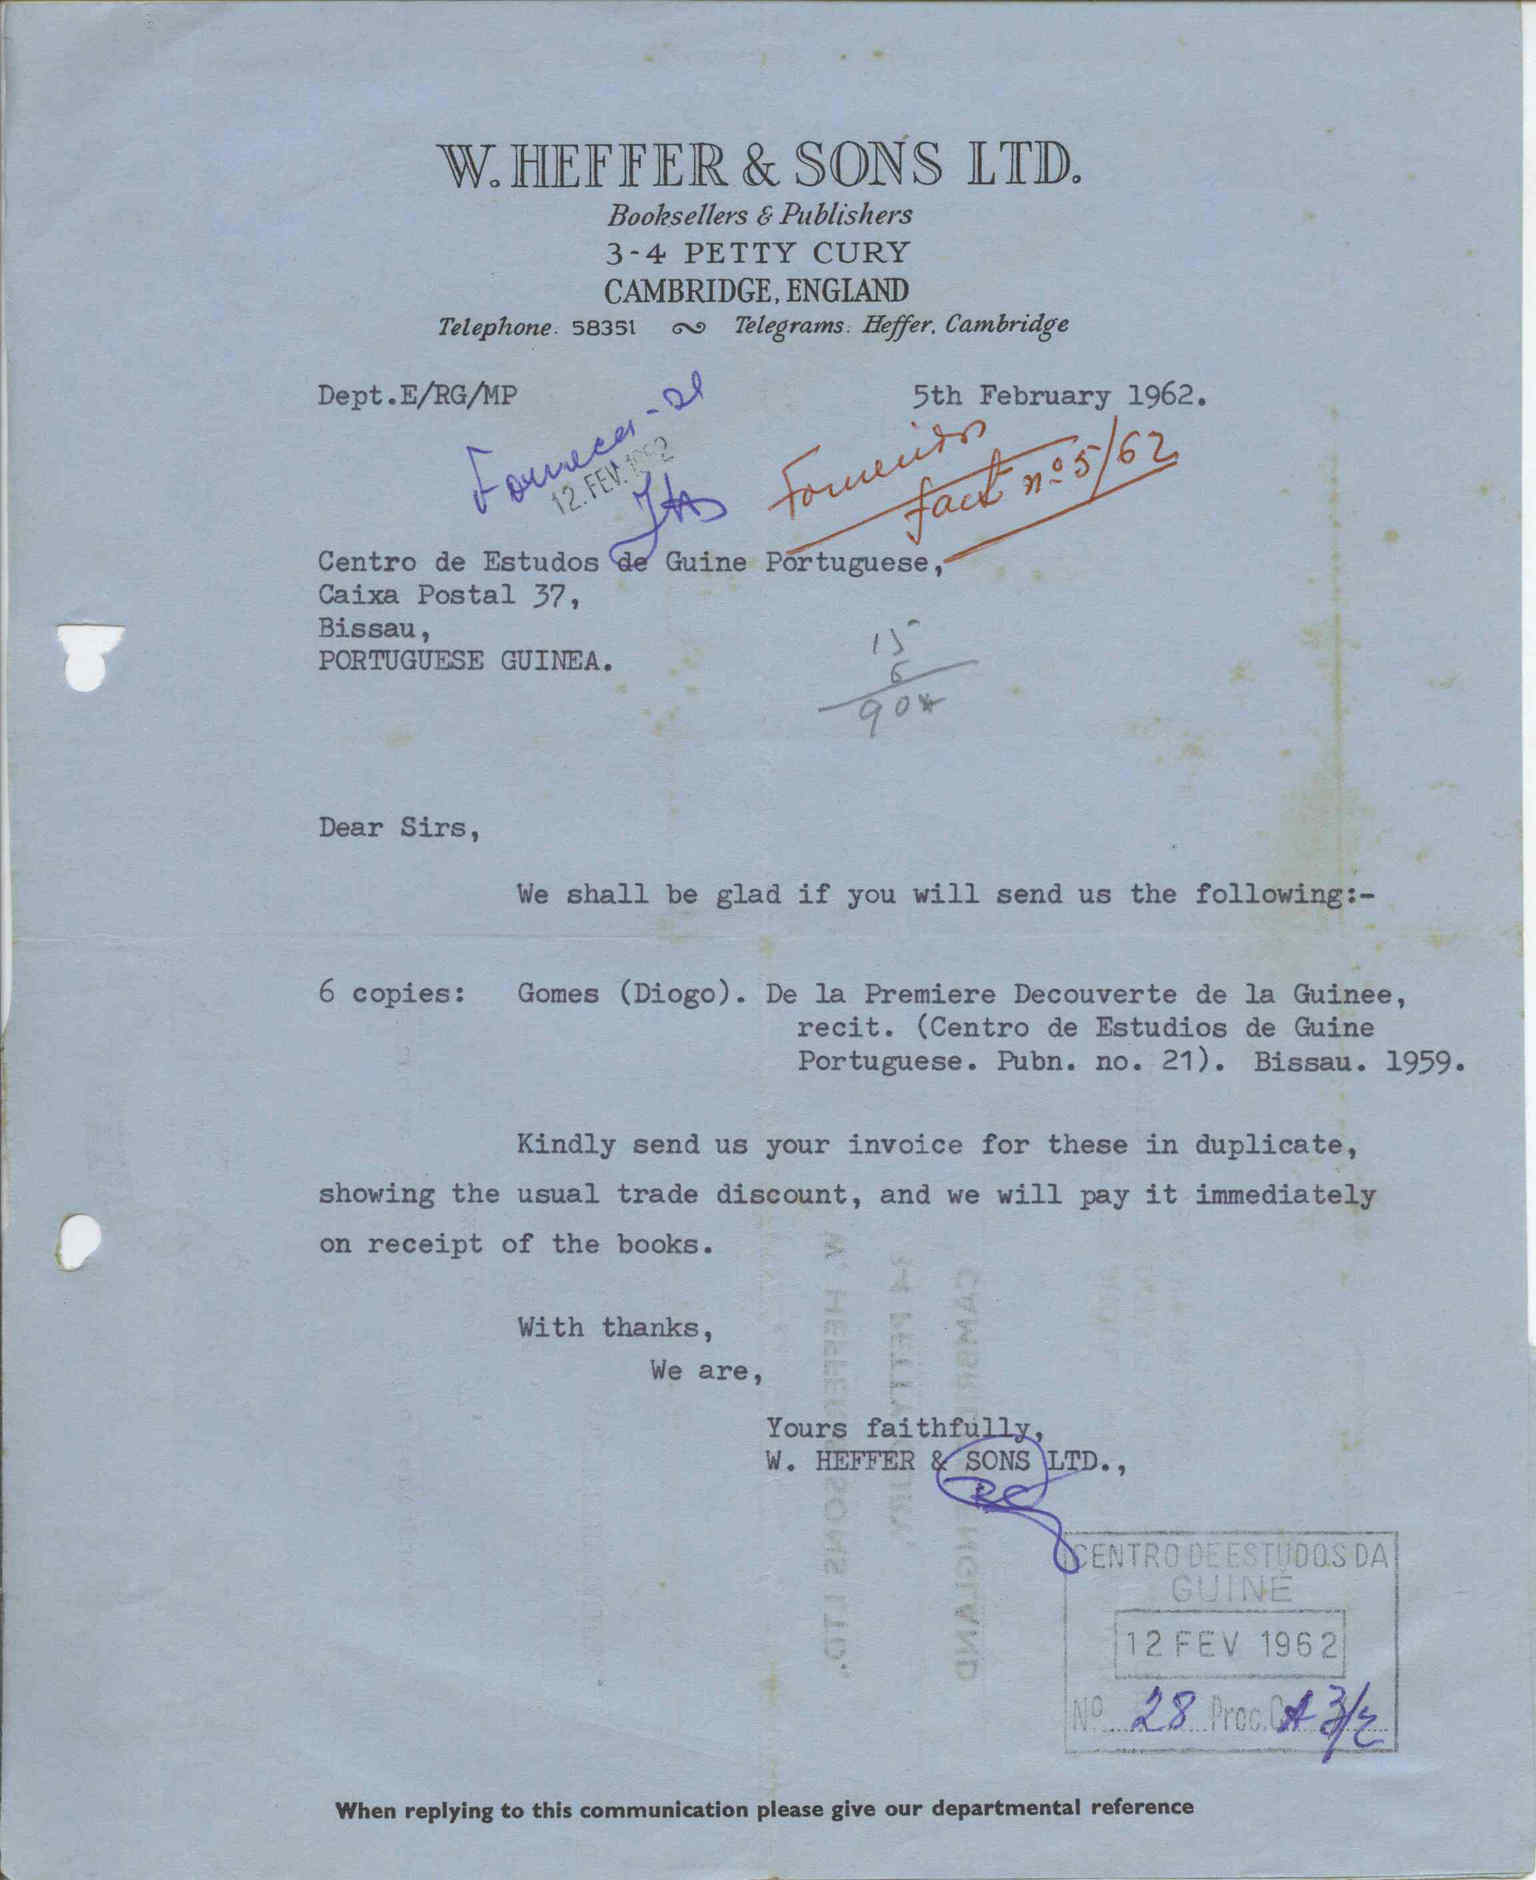 W. HEFFER & SONS LTD.
Booksellers & Publishers
3-4 PETTY CURY
CAMBRIDGE, ENGLAND
Telephone: 58351 Telegrams: Heffer, Cambridge
Dept.E/RG/MP 5th February 1962.
Forneça-se
12. FEV. 1962
Fornecidos
fact nº 5/62
Centro de Estudos de Guine Portuguese,
Caixa Postal 37,
Bissau,
PORTUGUESE GUINEA.
15
6
90
Dear Sirs,
We shall be glad if you will send us the following:-
6 copies: Gomes (Diogo). De la Premiere Decouverte de la Guinee,
recit. (Centro de Estudios de Guine
Portuguese. Pubn. no. 21). Bissau. 1959.
Kindly send us your invoice for these in duplicate,
showing the usual trade discount, and we will pay it immediately
on receipt of the books.
With thanks,
We are,
Yours faithfully,
W. HEFFER & SONS LTD.,
CENTRO DE ESTUDOS DA
GUINÉ
12 FEV 1962
Nº 28 Proc. A 3/2
When replying to this communication please give our departmental reference